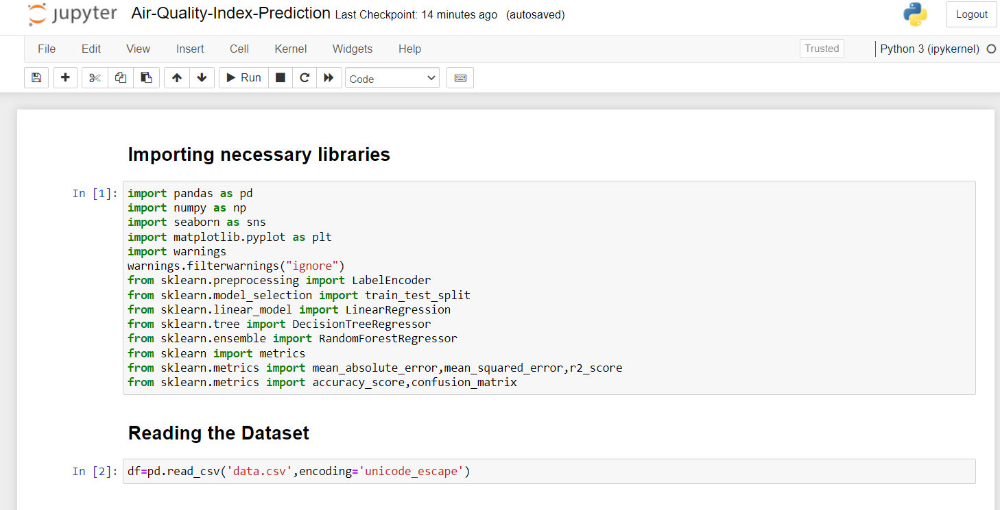 jupyter Air-Quality-Index-Prediction Last Checkpoint: 14 minutes ago (autosaved) Logout
File Edit View Insert Cell Kernel Widgets Help Trusted Python 3 (ipykernel)
Run Code
Importing necessary libraries
In [1]: import pandas as pd
import numpy as np
import seaborn as sns
import matplotlib.pyplot as plt
import warnings
warnings.filterwarnings("ignore")
from sklearn.preprocessing import LabelEncoder
from sklearn.model_selection import train_test_split
from sklearn.linear_model import LinearRegression
from sklearn.tree import DecisionTreeRegressor
from sklearn.ensemble import RandomForestRegressor
from sklearn import metrics
from sklearn.metrics import mean_absolute_error,mean_squared_error,r2_score
from sklearn.metrics import accuracy_score,confusion_matrix
Reading the Dataset
In [2]: df=pd.read_csv('data.csv',encoding='unicode_escape')